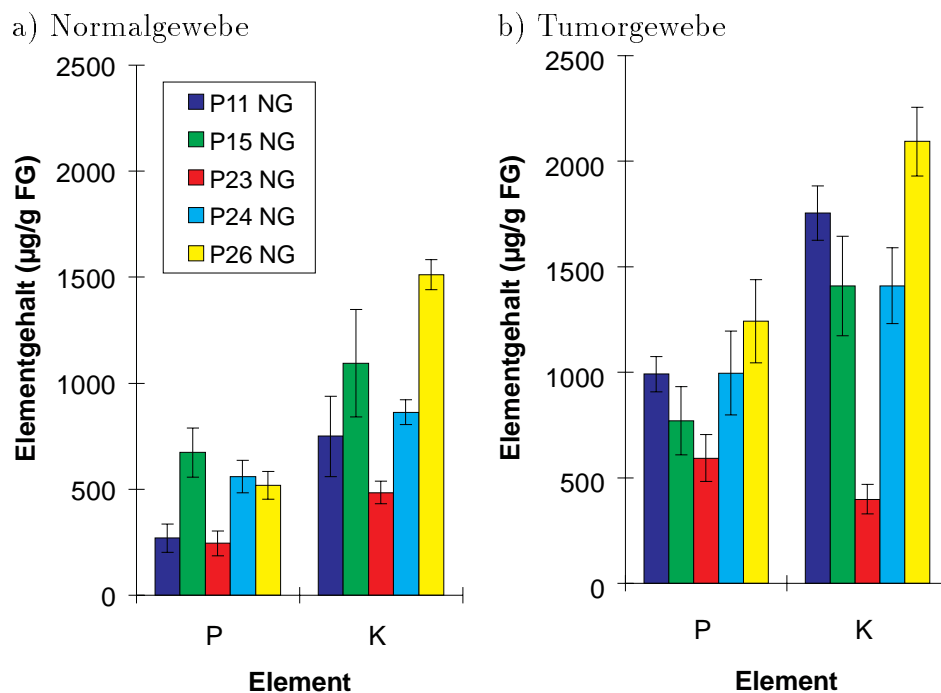 a) Normalgewebe
2500
2000
1500
1000
500
0
Elementgehalt (µg/g FG)
P11 NG
P15 NG
P23 NG
P24 NG
P26 NG
P
K
Element
b) Tumorgewebe
2500
2000
1500
1000
500
0
Elementgehalt (µg/g FG)
P
K
Element